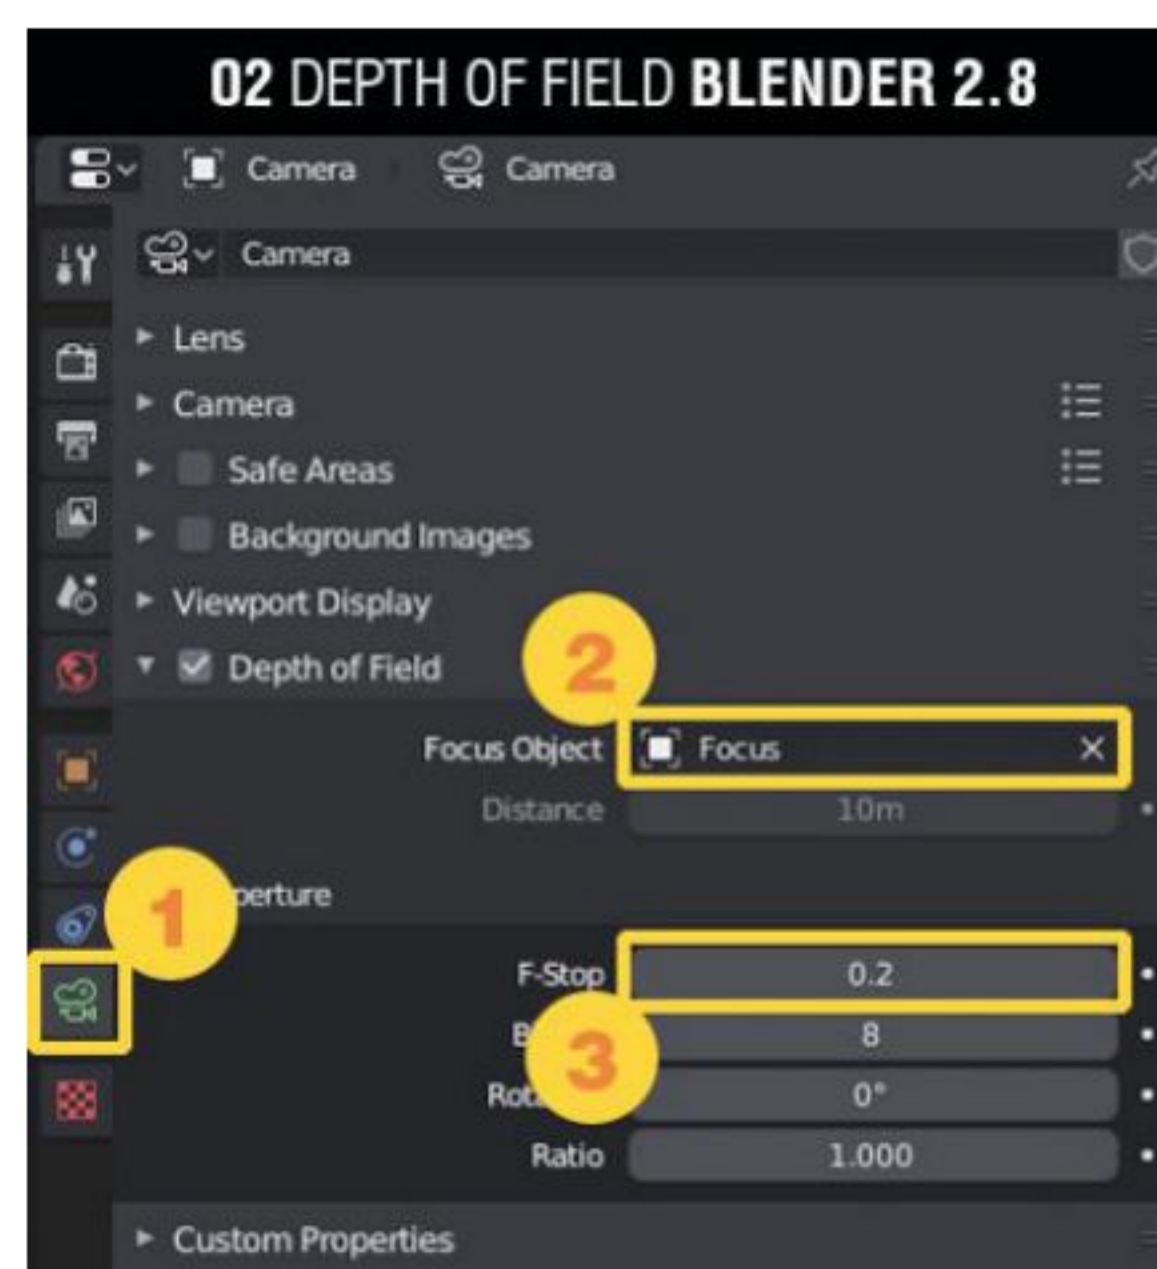 02 DEPTH OF FIELD BLENDER 2.8
Camera Camera
Camera
Lens
Camera
Safe Areas
Background Images
Viewport Display
Depth of Field
2
Focus Object Focus
Distance 10m
1
perture
F-Stop 0.2
8
3
0°
Ratio 1.000
Custom Properties